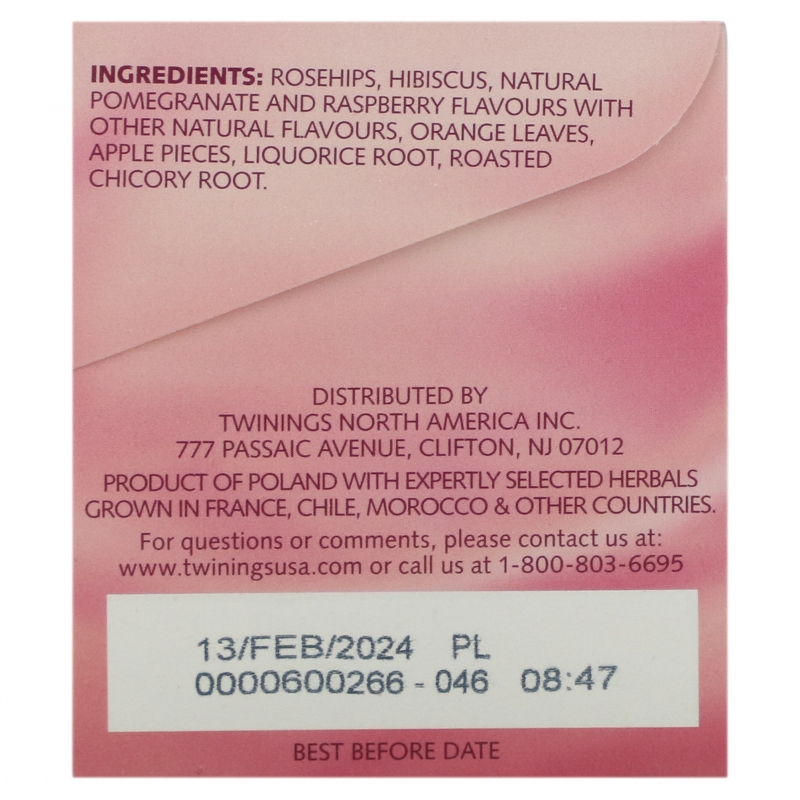 INGREDIENTS: ROSEHIPS, HIBISCUS, NATURAL
POMEGRANATE AND RASPBERRY FLAVOURS WITH
OTHER NATURAL FLAVOURS, ORANGE LEAVES,
APPLE PIECES, LIQUORICE ROOT, ROASTED
CHICORY ROOT.
DISTRIBUTED BY
TWININGS NORTH AMERICA INC.
777 PASSAIC AVENUE, CLIFTON, NJ 07012
PRODUCT OF POLAND WITH EXPERTLY SELECTED HERBALS
GROWN IN FRANCE, CHILE, MOROCCO & OTHER COUNTRIES.
For questions or comments, please contact us at:
www.twiningsusa.com or call us at 1-800-803-6695
13/FEB/2024 PL
0000600266 - 046 08:47
BEST BEFORE DATE